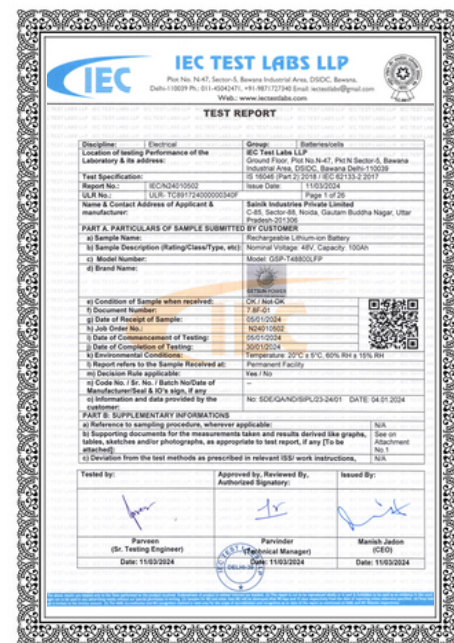 IEC
IEC TEST LABS LLP
Plot No. N-47, Sector-5, Bawana Industrial Area, DSIDC, Bawana,
Delhi-110039 Ph.: 011-45042471, +91-9871727340 Email: iectestlabs@gmail.com
Web.: www.iectestlabs.com
TEST REPORT
Discipline: Electrical Group: Batteries/cells
Location of testing Performance of the Laboratory & its address: IEC Test Labs LLP
Ground Floor, Plot No.N-47, Pkt.N Sector-5, Bawana Industrial Area, DSIDC, Bawana Delhi-110039
Test Specification: IS 16046 (Part 2):2018 / IEC 62133-2 2017
Report No.: IEC/N24010502 Issue Date: 11/03/2024
ULR No.: ULR- Page 1 of 26
Name & Contact Address of Applicant & manufacturer: Sainik Industries Private Limited
C-85, Sector-88, Noida, Gautam Buddha Nagar, Uttar Pradesh-201306
PART A. PARTICULARS OF SAMPLE SUBMITTED BY CUSTOMER
a) Sample Name: Rechargeable Lithium-ion Battery
b) Sample Description (Rating/Class/Type, etc): Nominal Voltage: 48V, Capacity: 100Ah
c) Model Number: Model: GSP-T48800LFP
d) Brand Name:
GETSUN POWER
e) Condition of Sample when received: OK / Not-OK
f) Document Number: 7.8F-01
g) Date of Receipt of Sample: 05/01/2024
h) Job Order No.: N24010502
i) Date of Commencement of Testing: 05/01/2024
j) Date of Completion of Testing: 30/01/2024
k) Environmental Conditions: Temperature: 20°C ± 5°C, 60% RH ± 15% RH
l) Report refers to the Sample Received at: Permanent Facility
m) Decision Rule applicable: Yes / No
n) Code No. / Sr. No. / Batch No/Date of Manufacturer/Seal & IO's sign, if any --
o) Information and data provided by the customer: No: SDE/QA/NO/SIPL/23-24/01 DATE: 04.01.2024
PART B: SUPPLEMENTARY INFORMATIONS
a) Reference to sampling procedure, wherever applicable: N/A
b) Supporting documents for the measurements taken and results derived like graphs, tables, sketches and/or photographs, as appropriate to test report, if any [To be attached]: See on Attachment No.1
c) Deviation from the test methods as prescribed in relevant ISS/ work instructions, N/A
Tested by: Approved by, Reviewed By, Authorized Signatory: Issued By:
Parveen Parvinder Manish Jadon
(Sr. Testing Engineer) (Technical Manager) (CEO)
Date: 11/03/2024 Date: 11/03/2024 Date: 11/03/2024